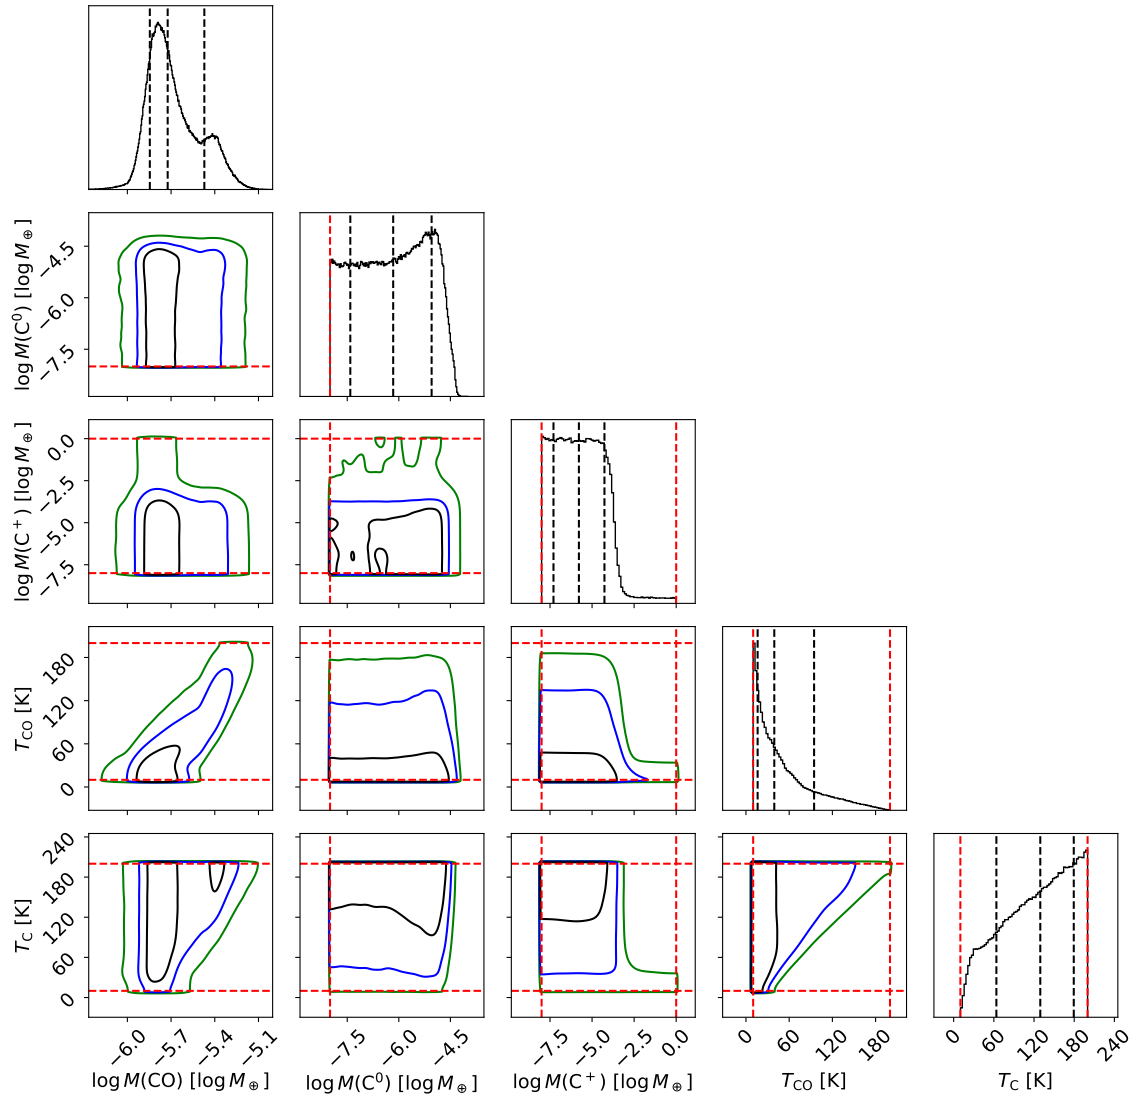 log M(C⁰) [log M⊕]
−4.5
−6.0
−7.5
log M(C⁺) [log M⊕]
0.0
−2.5
−5.0
−7.5
T_CO [K]
180
120
60
0
T_C [K]
240
180
120
60
0
−6.0 −5.7 −5.4 −5.1
−7.5 −6.0 −4.5
−7.5 −5.0 −2.5 0.0
0 60 120 180
0 60 120 180 240
log M(CO) [log M⊕]
log M(C⁰) [log M⊕]
log M(C⁺) [log M⊕]
T_CO [K]
T_C [K]